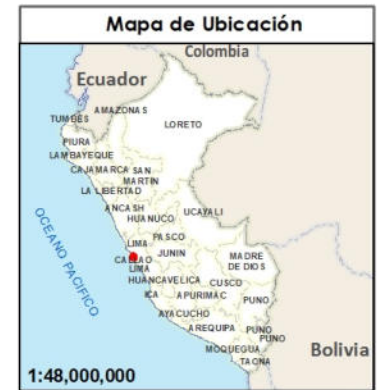 Mapa de Ubicación
Colombia
Ecuador
AMAZONAS
TUMBES
LORETO
PIURA
LAMBAYEQUE
CAJAMARCA SAN
MARTIN
LA LIBERTAD
ANCASH
HUANUCO
UCAYALI
OCEANO PACIFICO
PASCO
LIMA
JUNIN
CALLAO
LIMA
MADRE
DE DIOS
HUANCAVELICA
CUSCO
ICA
APURIMAC
PUNO
AYACUCHO
AREQUIPA
PUNO
PUNO
MOQUEGUA
TACNA
Bolivia
1:48,000,000